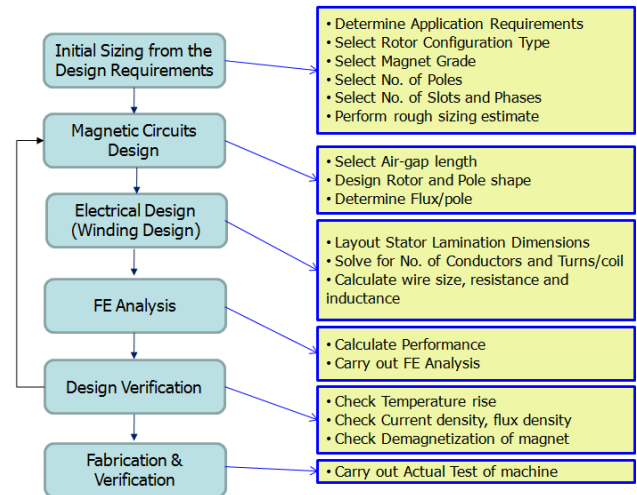 Initial Sizing from the
Design Requirements
• Determine Application Requirements
• Select Rotor Configuration Type
• Select Magnet Grade
• Select No. of Poles
• Select No. of Slots and Phases
• Perform rough sizing estimate
Magnetic Circuits
Design
• Select Air-gap length
• Design Rotor and Pole shape
• Determine Flux/pole
Electrical Design
(Winding Design)
• Layout Stator Lamination Dimensions
• Solve for No. of Conductors and Turns/coil
• Calculate wire size, resistance and
inductance
FE Analysis
• Calculate Performance
• Carry out FE Analysis
Design Verification
• Check Temperature rise
• Check Current density, flux density
• Check Demagnetization of magnet
Fabrication &
Verification
• Carry out Actual Test of machine